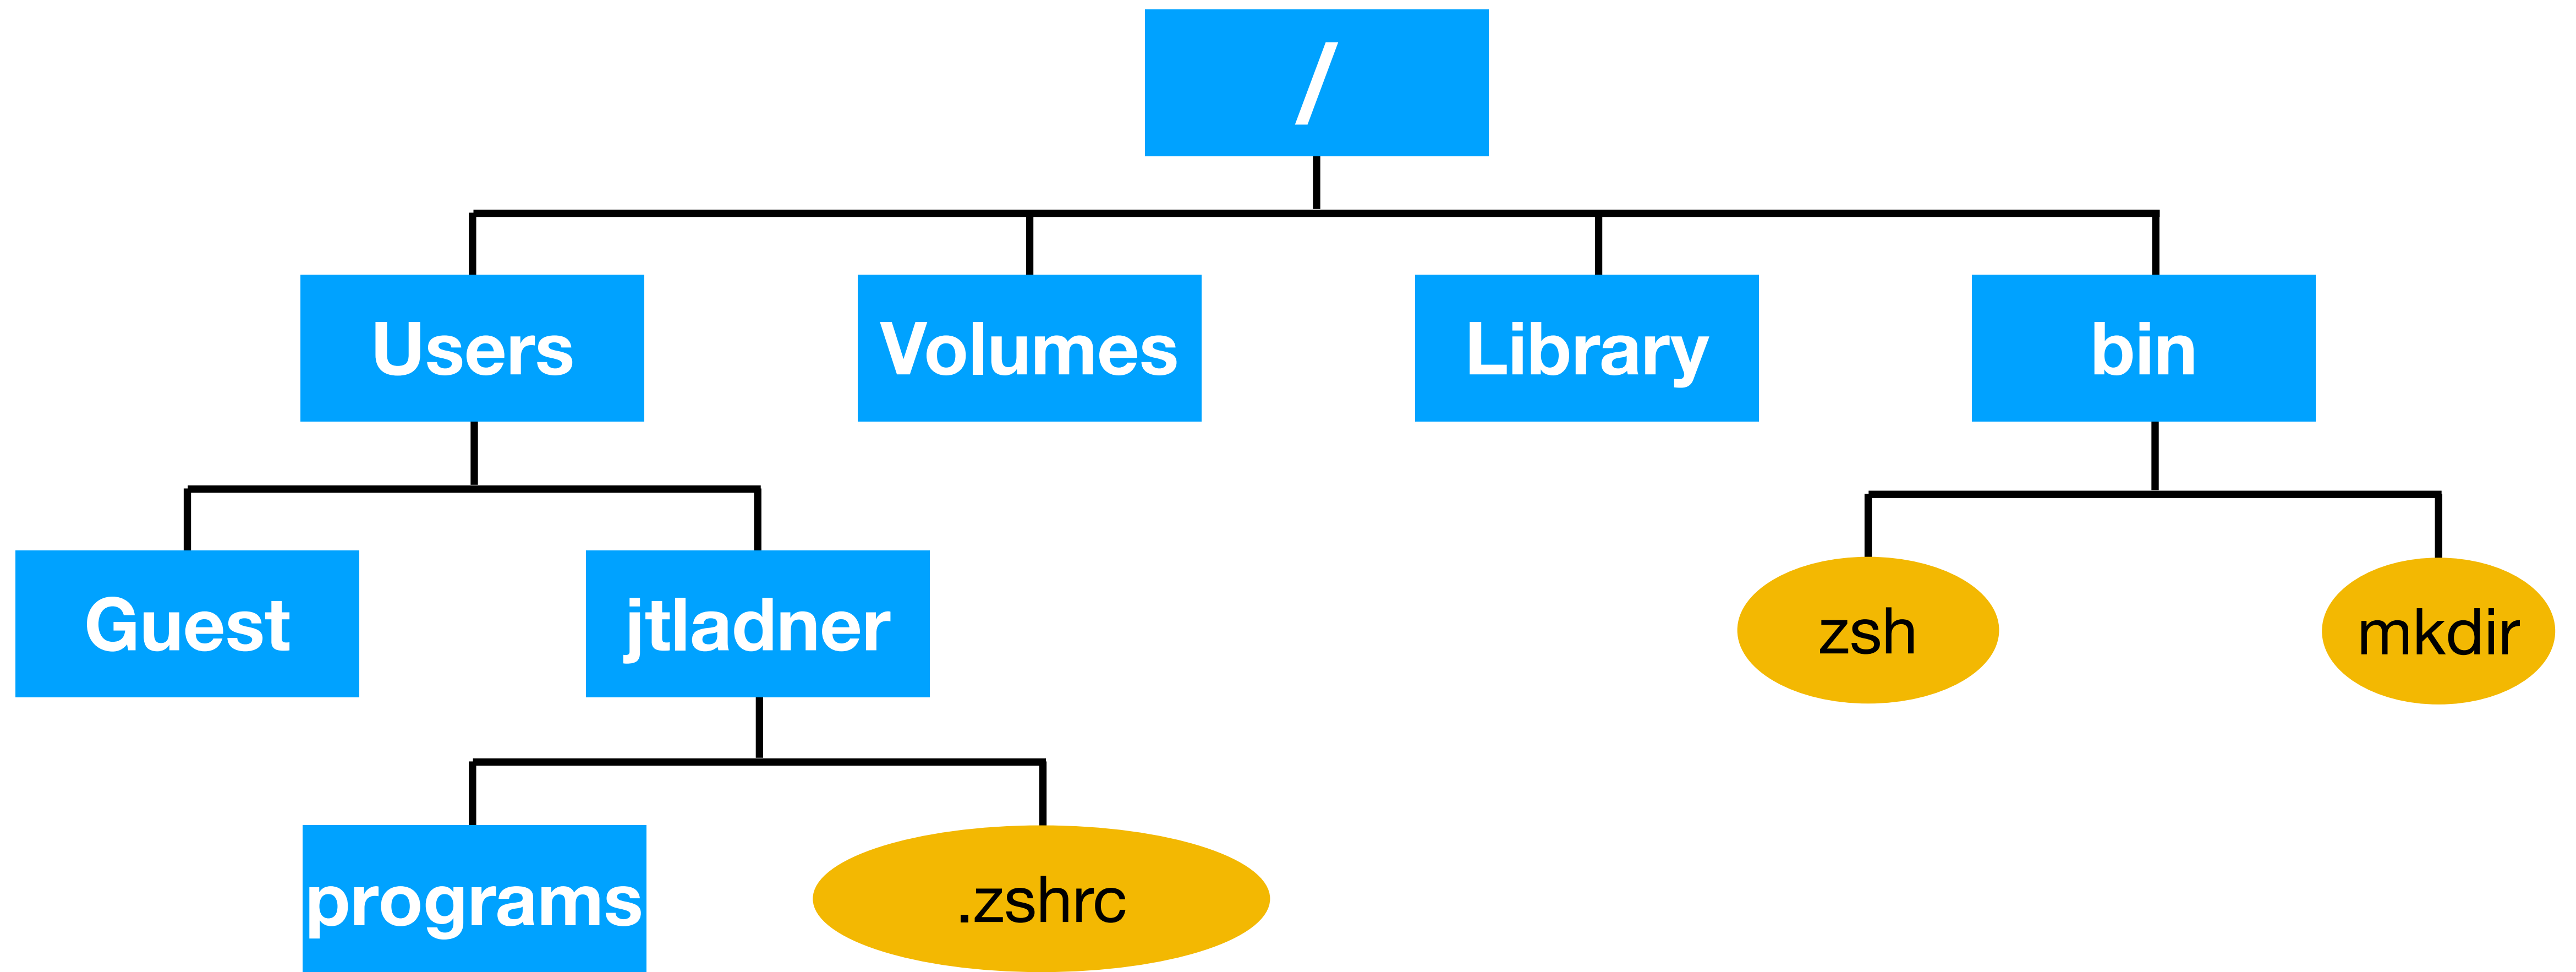 /
Users
Volumes
Library
bin
Guest
jtladner
zsh
mkdir
programs
.zshrc